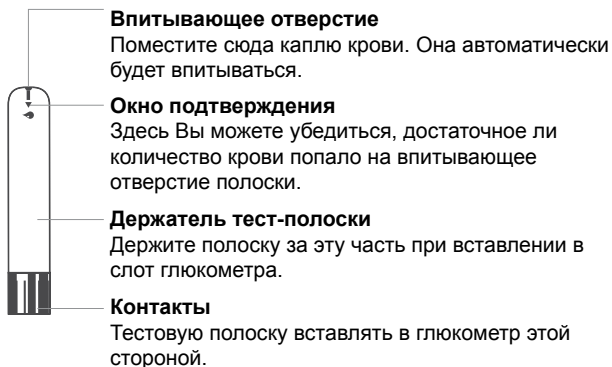 Впитывающее отверстие
Поместите сюда каплю крови. Она автоматически
будет впитываться.
Окно подтверждения
Здесь Вы можете убедиться, достаточное ли
количество крови попало на впитывающее
отверстие полоски.
Держатель тест-полоски
Держите полоску за эту часть при вставлении в
слот глюкометра.
Контакты
Тестовую полоску вставлять в глюкометр этой
стороной.